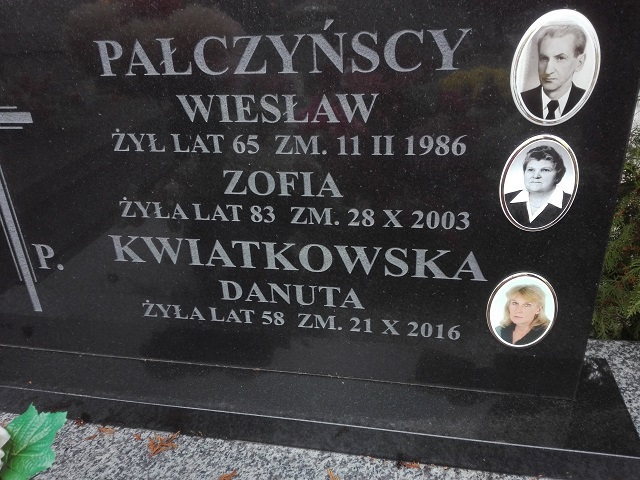 PAŁCZYŃSCY
WIESŁAW
ŻYŁ LAT 65 ZM. 11 II 1986
ZOFIA
ŻYŁA LAT 83 ZM. 28 X 2003
P. KWIATKOWSKA
DANUTA
ŻYŁA LAT 58 ZM. 21 X 2016